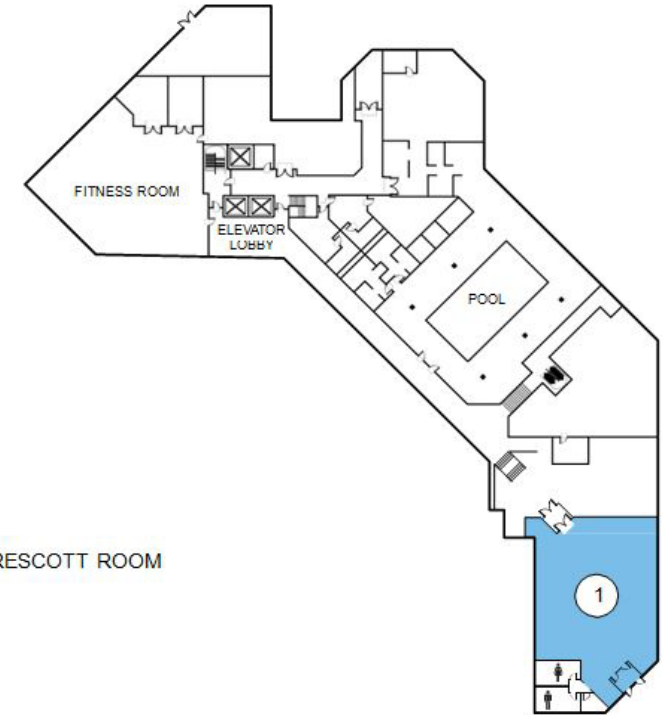 FITNESS ROOM
ELEVATOR
LOBBY
POOL
RESCOTT ROOM
1